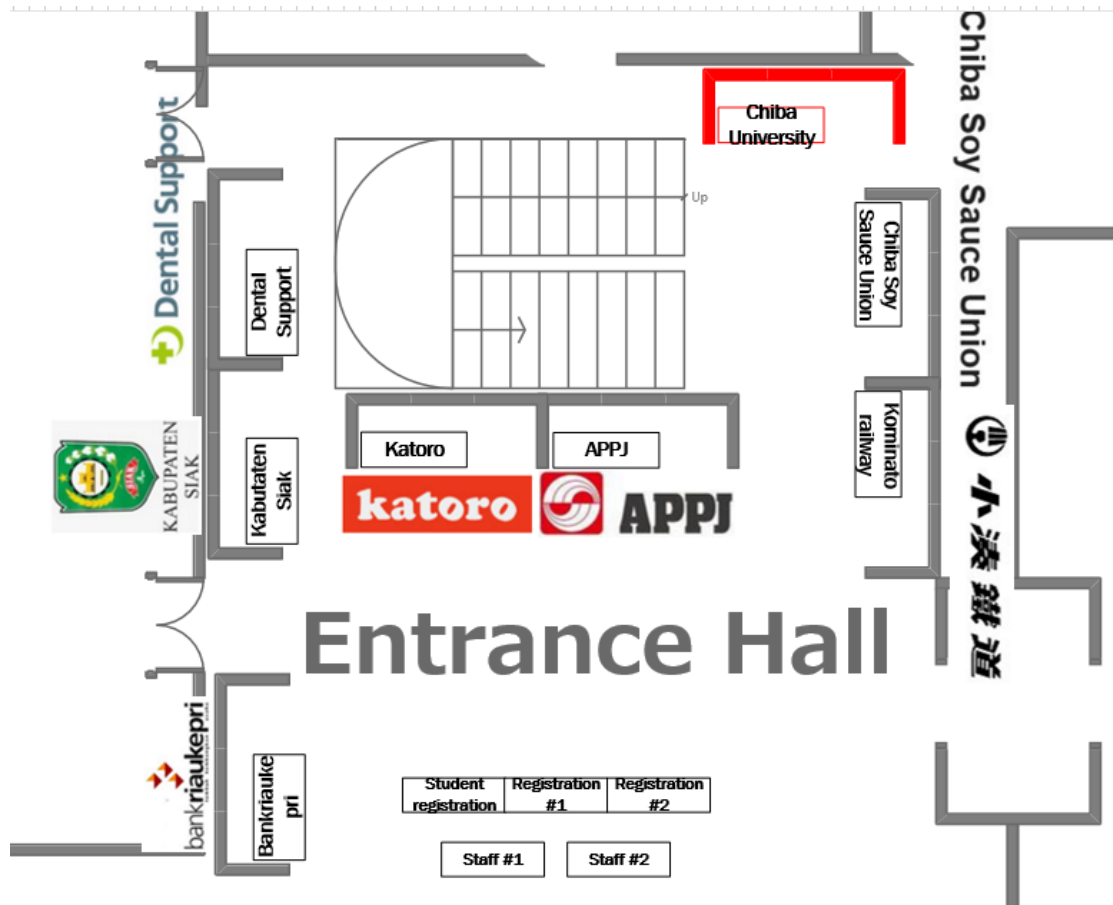 Chiba
University
Up
Chiba Soy Sauce Union
Chiba Soy
Sauce Union
Dental Support
Dental
Support
KABUPATEN
SIAK
SIAK
Kabutaten
Siak
Katoro
APPJ
katoro
APPJ
Kominato
railway
小湊鐵道
Entrance Hall
bankriaukepri
Bankriauke
pri
Student
registration
Registration
#1
Registration
#2
Staff #1
Staff #2